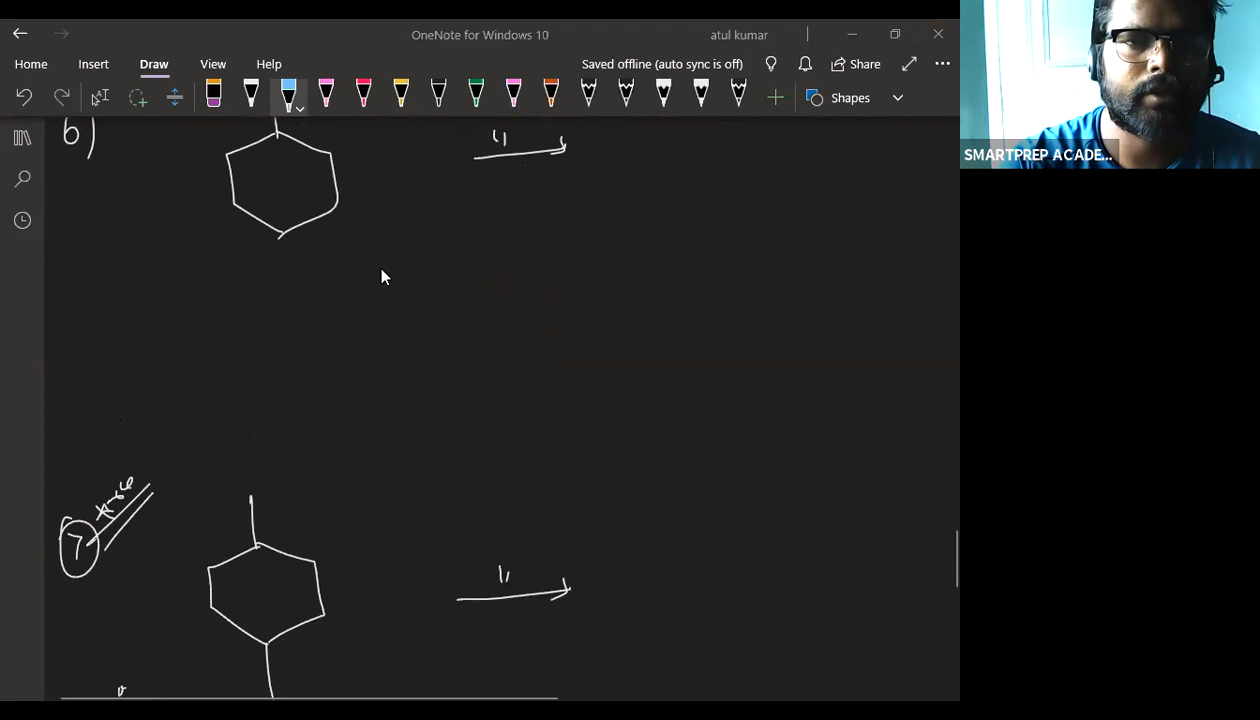 OneNote for Windows 10
atul kumar
Home Insert Draw View Help
Saved offline (auto sync is off)
Share
Shapes
SMARTPREP ACADE...
6)
"
7
"